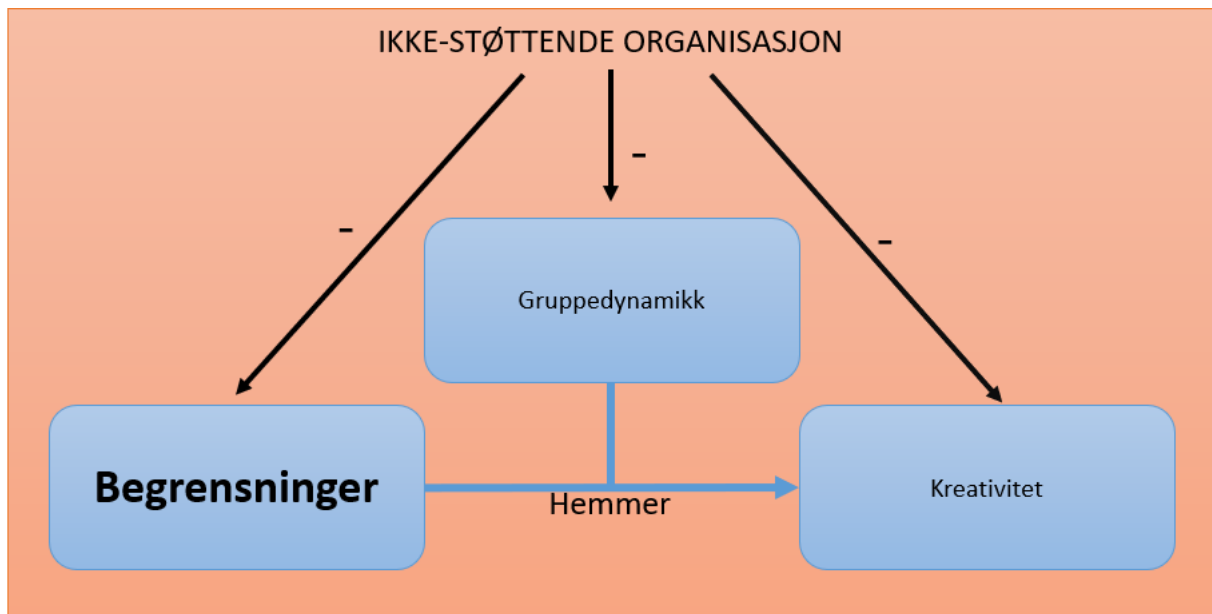 IKKE-STØTTENDE ORGANISASJON
-
-
-
Gruppedynamikk
Begrensninger
Hemmer
Kreativitet